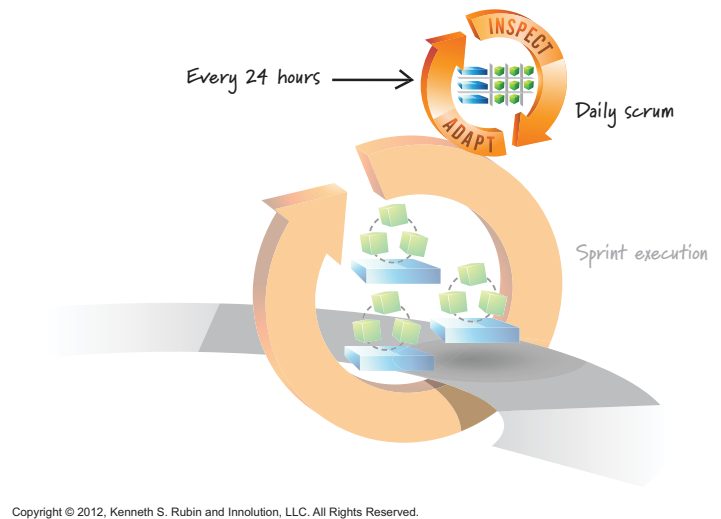 INSPECT
Every 24 hours
Daily scrum
ADAPT
Sprint execution
Copyright © 2012, Kenneth S. Rubin and Innolution, LLC. All Rights Reserved.